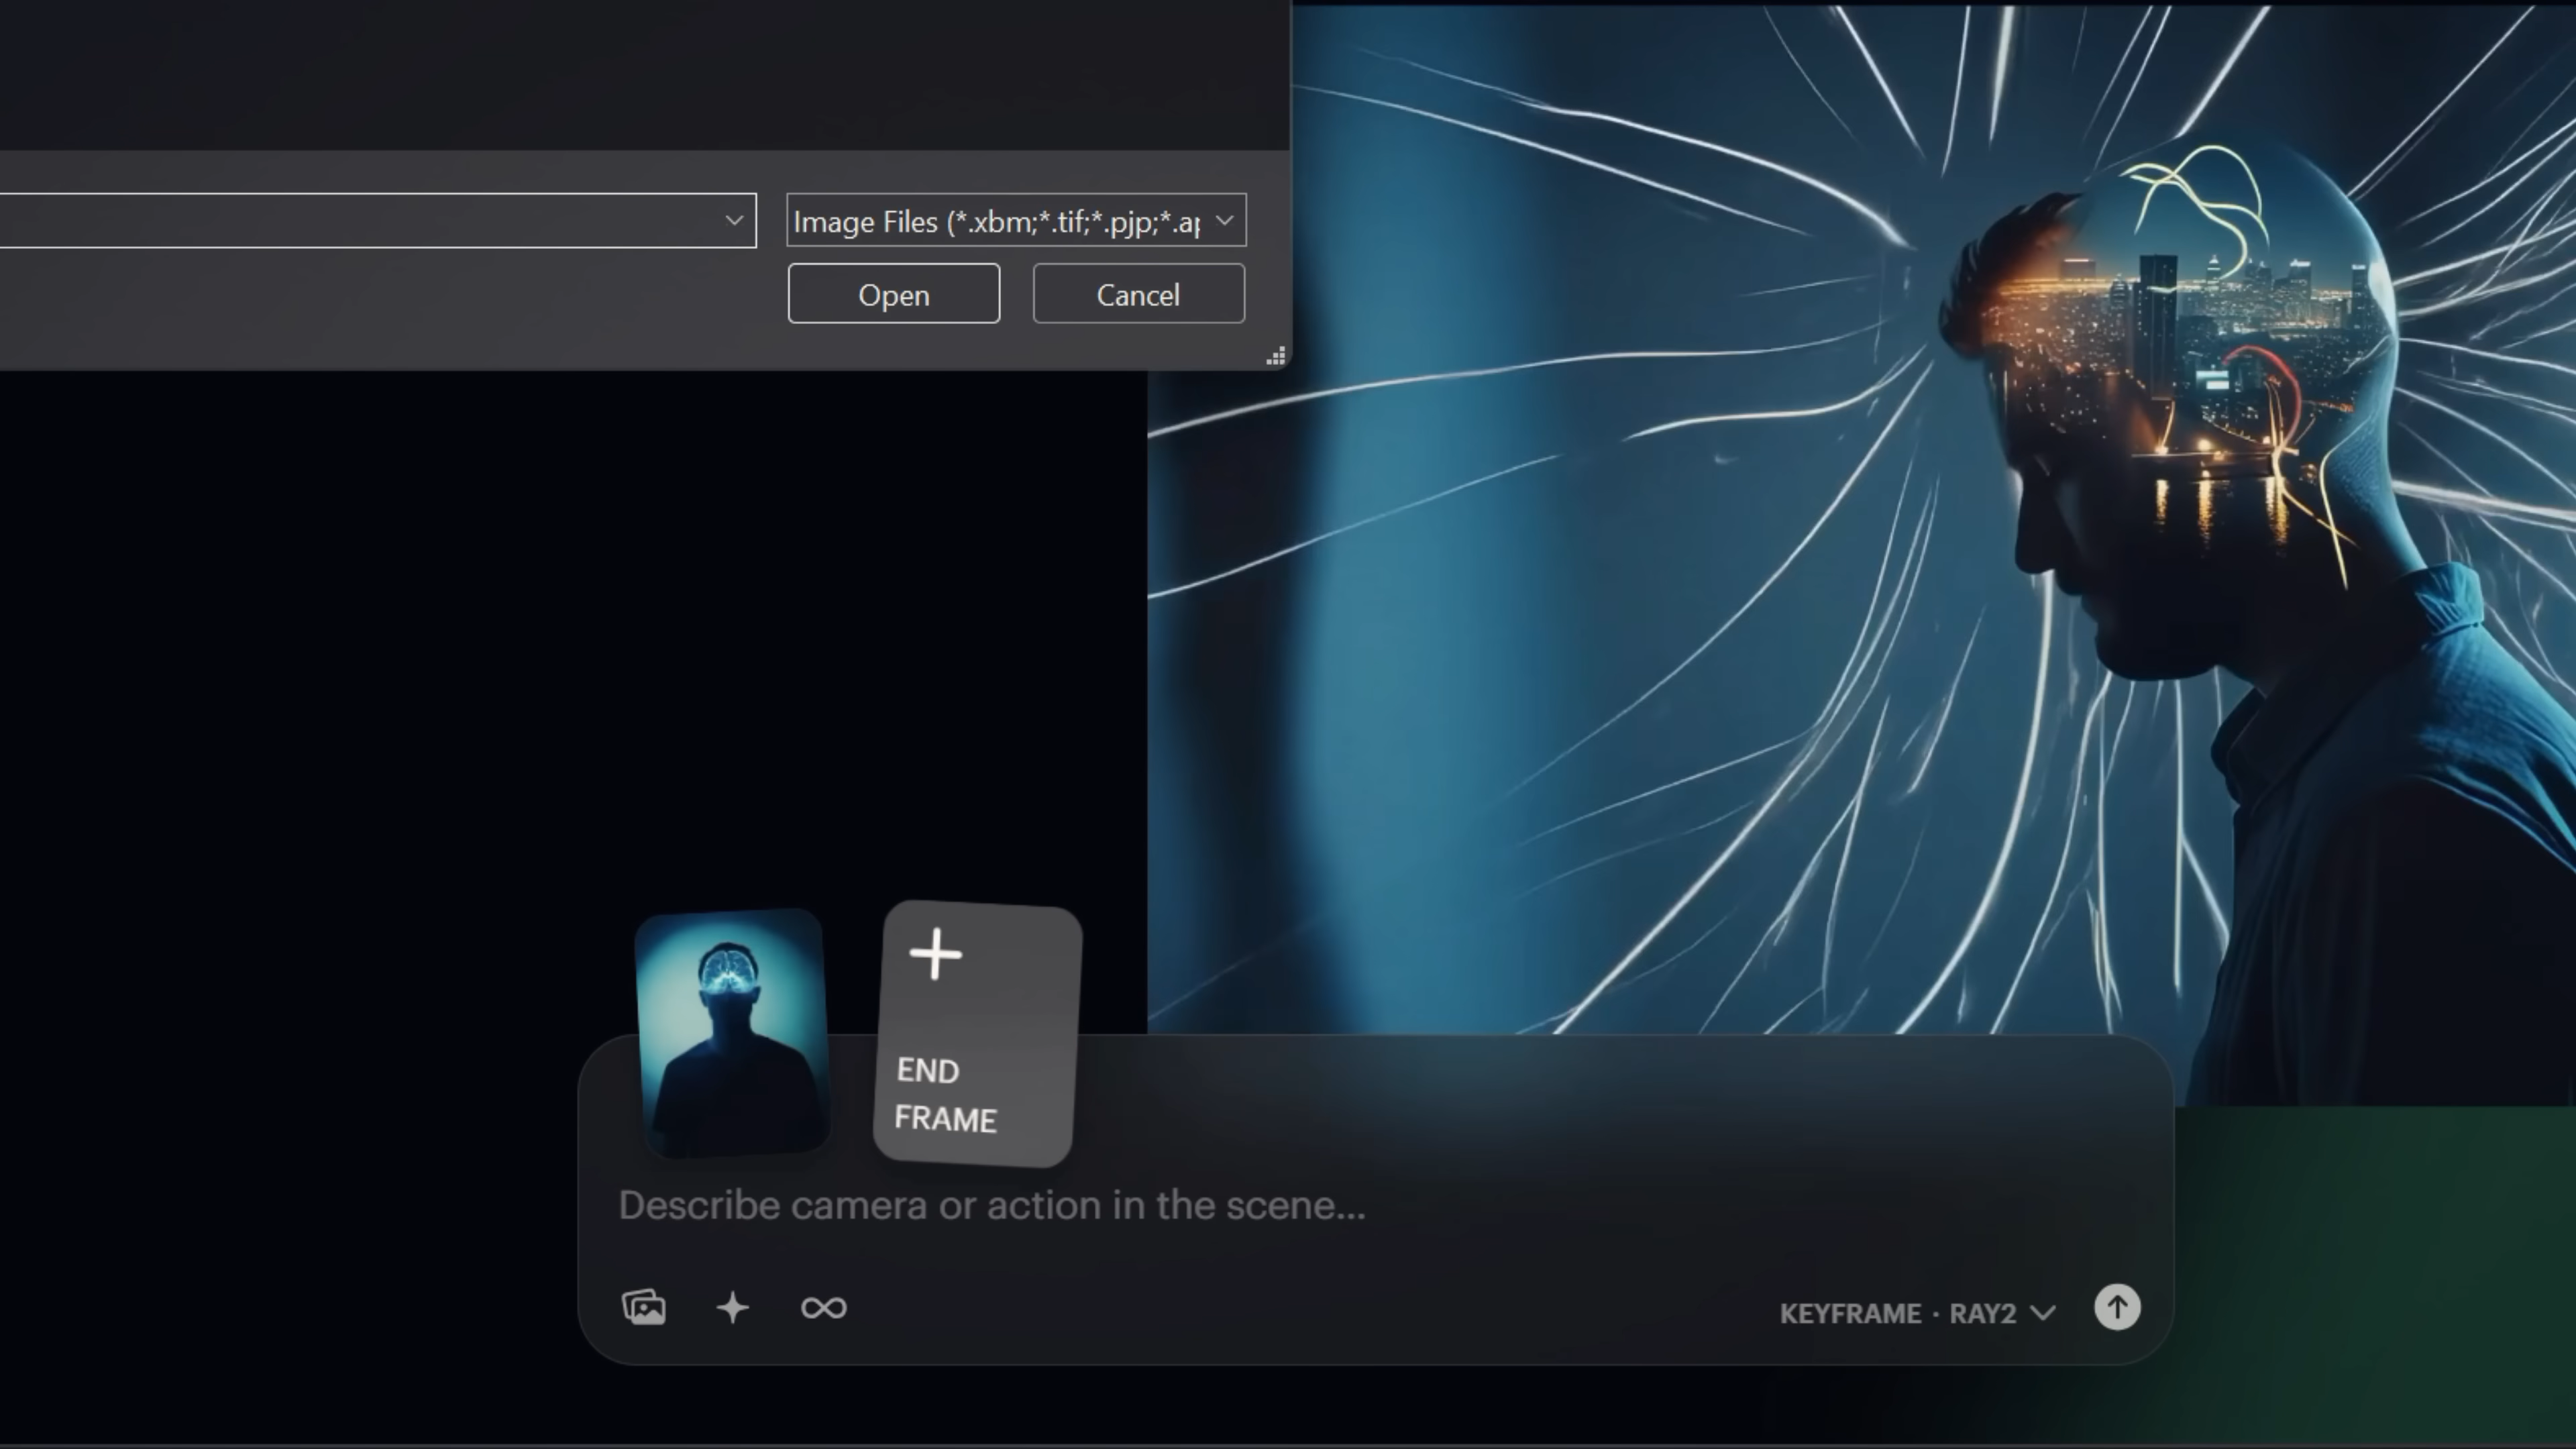 Image Files (*.xbm;*.tif;*.pjp;*.ap
Open
Cancel
END
FRAME
Describe camera or action in the scene...
KEYFRAME · RAY2